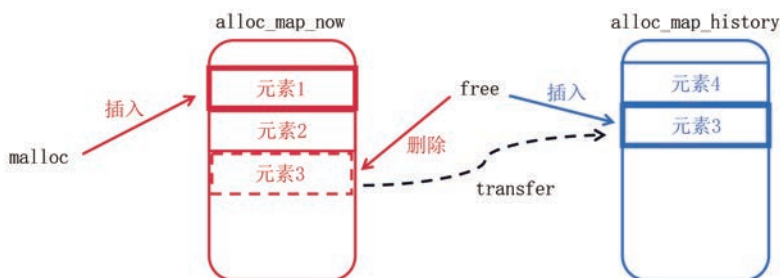 alloc_map_now
alloc_map_history
元素1
元素4
free
插入
插入
元素2
元素3
删除
malloc
元素3
transfer